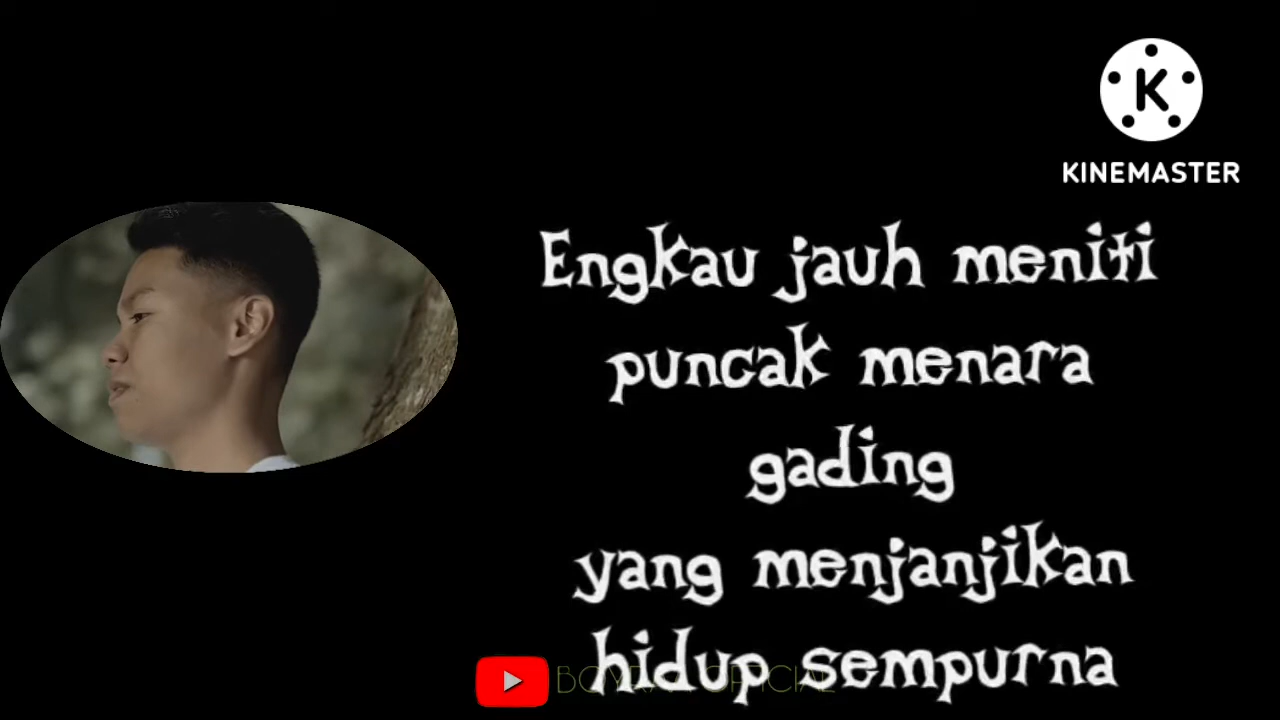 KINEMASTER
Engkau jauh meniti
puncak menara
gading
yang menjanjikan
hidup sempurna